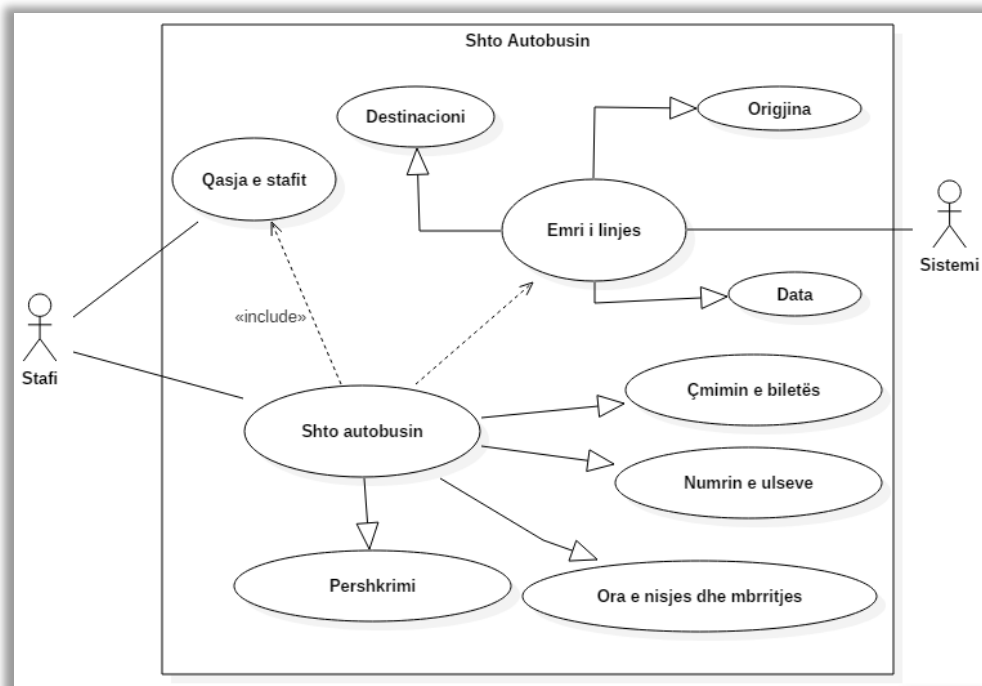 Shto Autobusin
Destinacioni
Origjina
Qasja e stafit
Emri i linjes
Sistemi
Data
«include»
Stafi
Çmimin e biletës
Shto autobusin
Numrin e ulseve
Pershkrimi
Ora e nisjes dhe mbrritjes